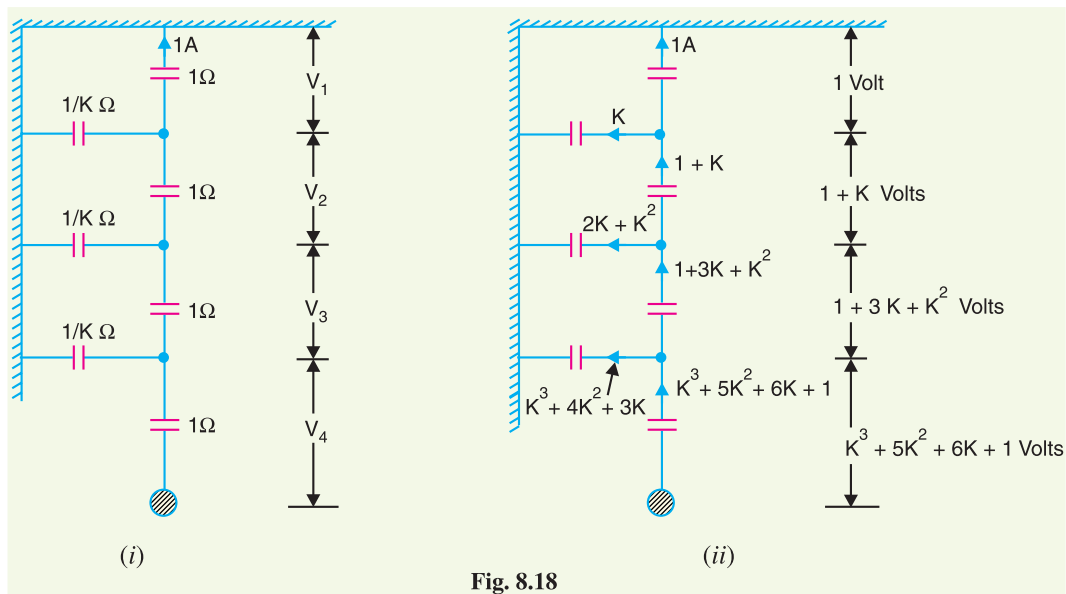 1A
1Ω
V₁
1/K Ω
1Ω
V₂
1/K Ω
1Ω
V₃
1/K Ω
1Ω
V₄
(i)
1A
1 Volt
K
1 + K
1 + K Volts
2K + K²
1+3K + K²
1 + 3 K + K² Volts
K³ + 4K² + 3K
K³ + 5K² + 6K + 1
K³ + 5K² + 6K + 1 Volts
(ii)
Fig. 8.18